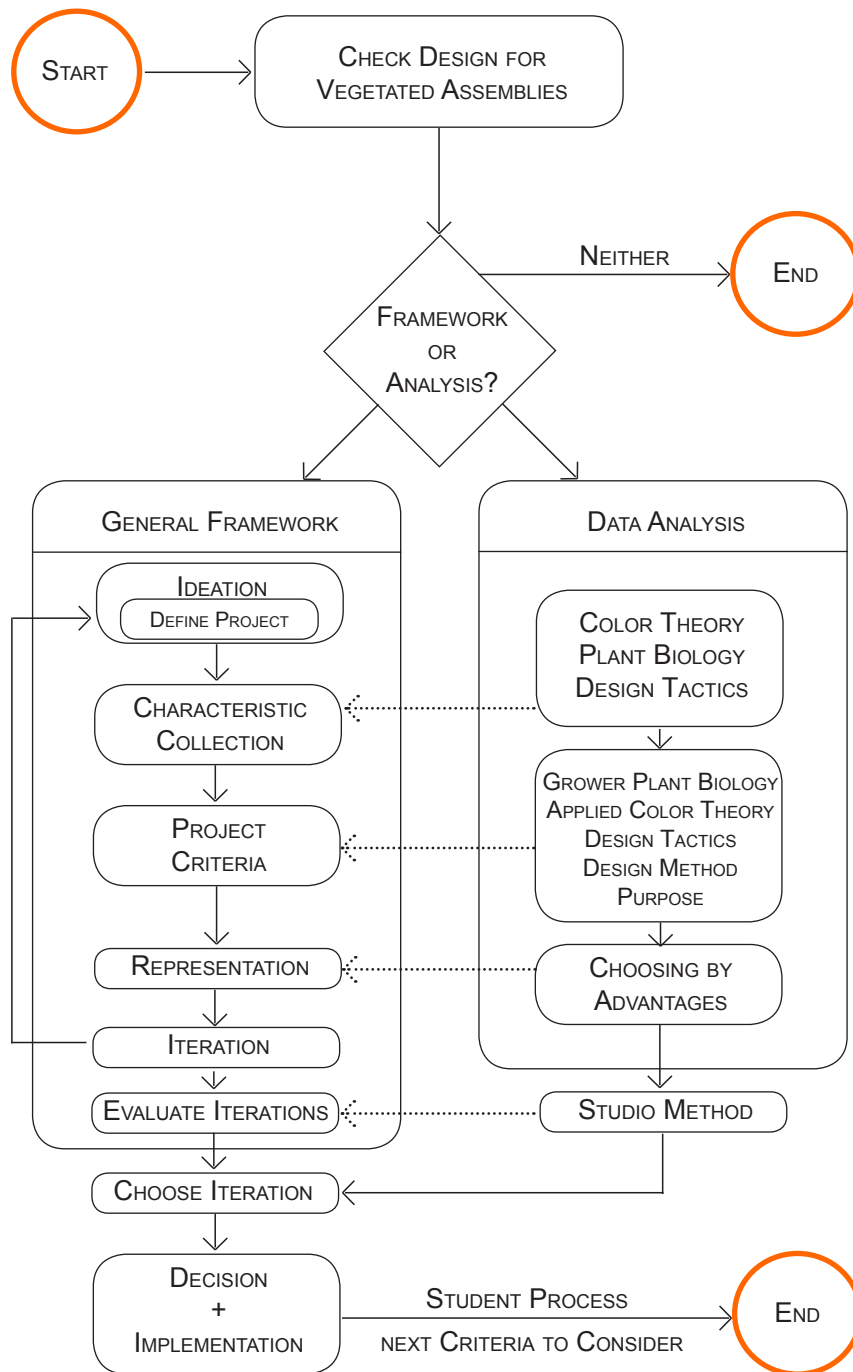 Start
Check Design for
Vegetated Assemblies
Neither
End
Framework
or
Analysis?
General Framework
Ideation
Define Project
Characteristic
Collection
Project
Criteria
Representation
Iteration
Evaluate Iterations
Data Analysis
Color Theory
Plant Biology
Design Tactics
Grower Plant Biology
Applied Color Theory
Design Tactics
Design Method
Purpose
Choosing by
Advantages
Studio Method
Choose Iteration
Decision
+
Implementation
Student Process
next Criteria to Consider
End